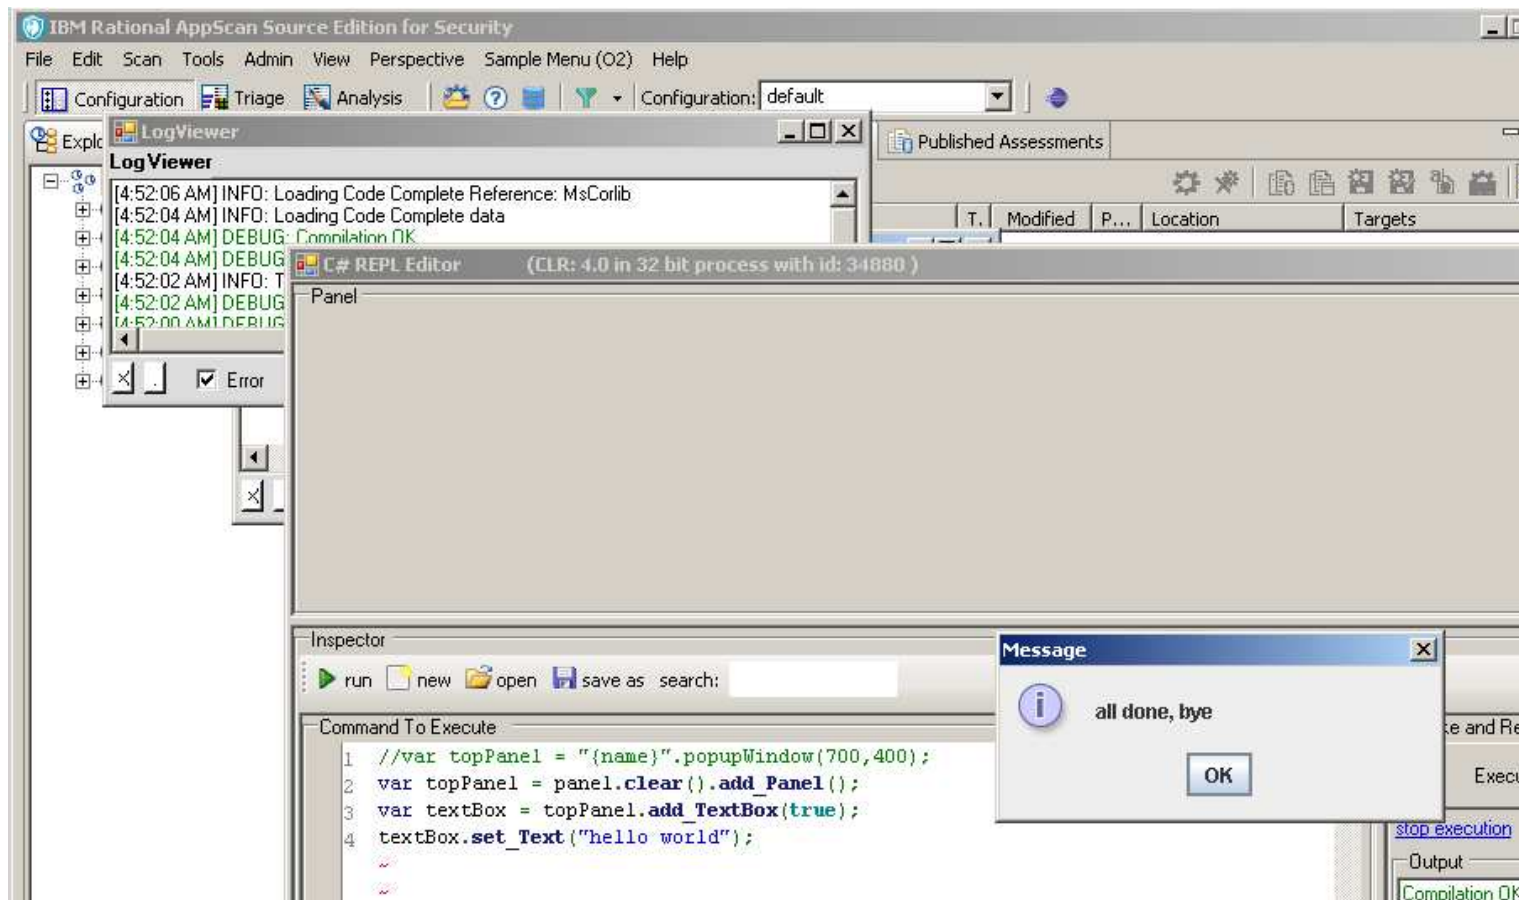 IBM Rational AppScan Source Edition for Security
File Edit Scan Tools Admin View Perspective Sample Menu (O2) Help
Configuration Triage Analysis Configuration: default
LogViewer
Published Assessments
Log Viewer
[4:52:06 AM] INFO: Loading Code Complete Reference: MsCorlib
[4:52:04 AM] INFO: Loading Code Complete data
T. Modified P... Location Targets
[4:52:04 AM] DEBUG: Compilation OK
[4:52:04 AM] DEBUG
C# REPL Editor (CLR: 4.0 in 32 bit process with id: 34880 )
[4:52:02 AM] INFO: T
Panel
[4:52:02 AM] DEBUG
[4:52:00 AM] DEBUG
Error
Inspector
run new open save as search:
Message
all done, bye
OK
Command To Execute
1 //var topPanel = "{name}".popupWindow(700,400);
2 var topPanel = panel.clear().add_Panel();
3 var textBox = topPanel.add_TextBox(true);
4 textBox.set_Text("hello world");
stop execution
Output
Compilation OK